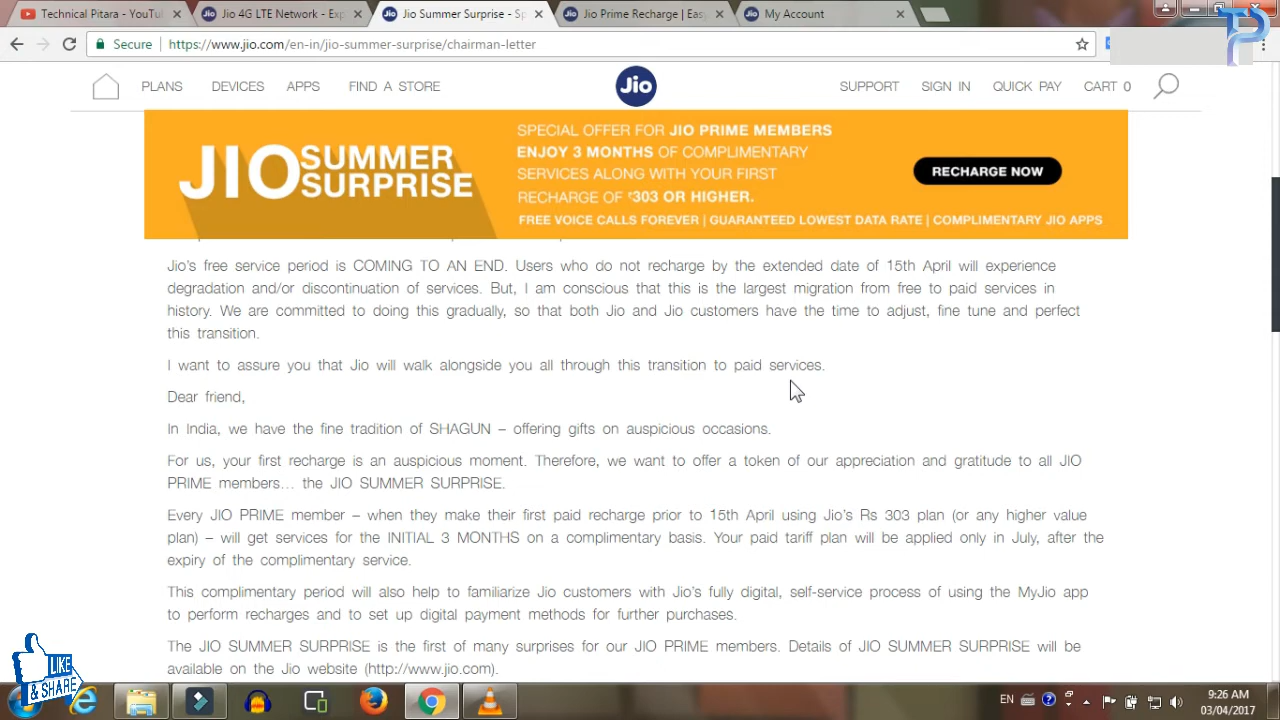 Technical Pitara - YouTu
Jio 4G LTE Network - Exp
Jio Summer Surprise - Sp
Jio Prime Recharge | Easy
My Account
Secure
https://www.jio.com/en-in/jio-summer-surprise/chairman-letter
PLANS DEVICES APPS FIND A STORE
Jio
SUPPORT SIGN IN QUICK PAY CART 0
JIO SUMMER
SURPRISE
SPECIAL OFFER FOR JIO PRIME MEMBERS
ENJOY 3 MONTHS OF COMPLIMENTARY
SERVICES ALONG WITH YOUR FIRST
RECHARGE OF ₹303 OR HIGHER.
FREE VOICE CALLS FOREVER | GUARANTEED LOWEST DATA RATE | COMPLIMENTARY JIO APPS
RECHARGE NOW
Jio's free service period is COMING TO AN END. Users who do not recharge by the extended date of 15th April will experience
degradation and/or discontinuation of services. But, I am conscious that this is the largest migration from free to paid services in
history. We are committed to doing this gradually, so that both Jio and Jio customers have the time to adjust, fine tune and perfect
this transition.
I want to assure you that Jio will walk alongside you all through this transition to paid services.
Dear friend,
In India, we have the fine tradition of SHAGUN – offering gifts on auspicious occasions.
For us, your first recharge is an auspicious moment. Therefore, we want to offer a token of our appreciation and gratitude to all JIO
PRIME members… the JIO SUMMER SURPRISE.
Every JIO PRIME member – when they make their first paid recharge prior to 15th April using Jio's Rs 303 plan (or any higher value
plan) – will get services for the INITIAL 3 MONTHS on a complimentary basis. Your paid tariff plan will be applied only in July, after the
expiry of the complimentary service.
This complimentary period will also help to familiarize Jio customers with Jio's fully digital, self-service process of using the MyJio app
to perform recharges and to set up digital payment methods for further purchases.
The JIO SUMMER SURPRISE is the first of many surprises for our JIO PRIME members. Details of JIO SUMMER SURPRISE will be
available on the Jio website (http://www.jio.com).
LIKE
& SHARE
EN
9:26 AM
03/04/2017